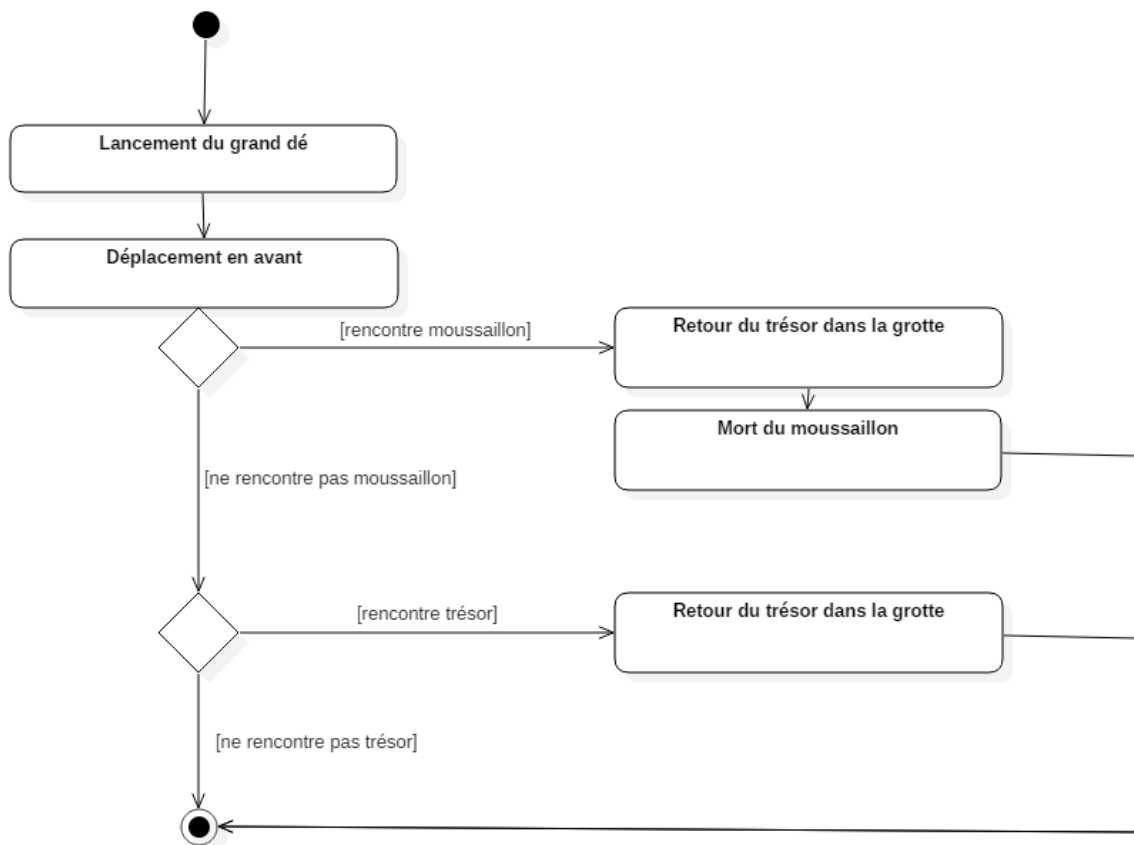 Lancement du grand dé
Déplacement en avant
[rencontre moussaillon]
Retour du trésor dans la grotte
Mort du moussaillon
[ne rencontre pas moussaillon]
[rencontre trésor]
Retour du trésor dans la grotte
[ne rencontre pas trésor]